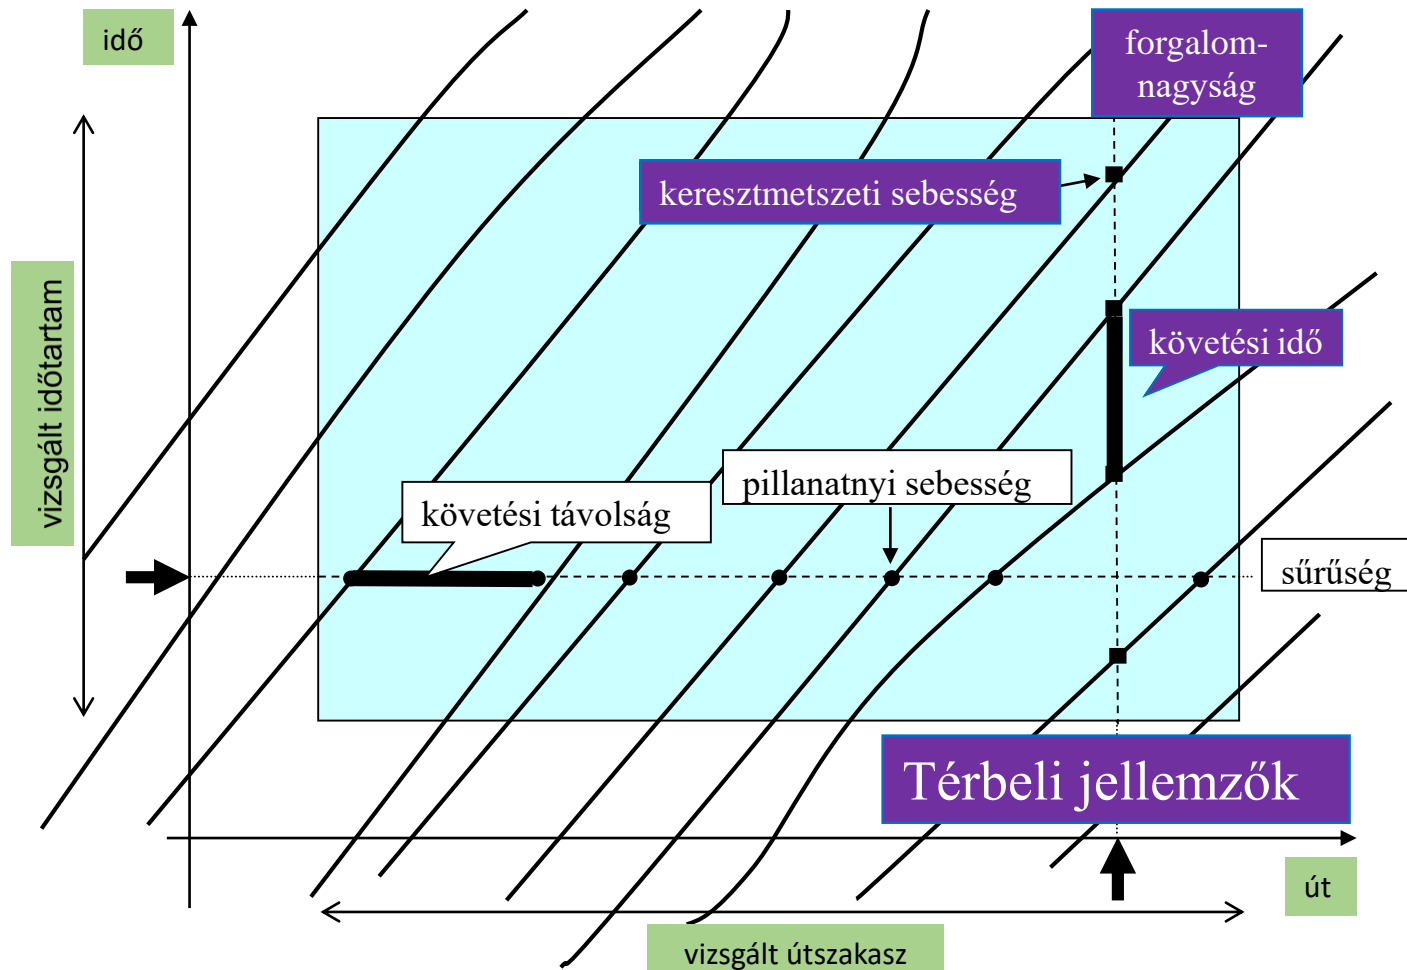 idő
forgalom-
nagyság
keresztmetszeti sebesség
vizsgált időtartam
követési idő
pillanatnyi sebesség
követési távolság
sűrűség
Térbeli jellemzők
út
vizsgált útszakasz